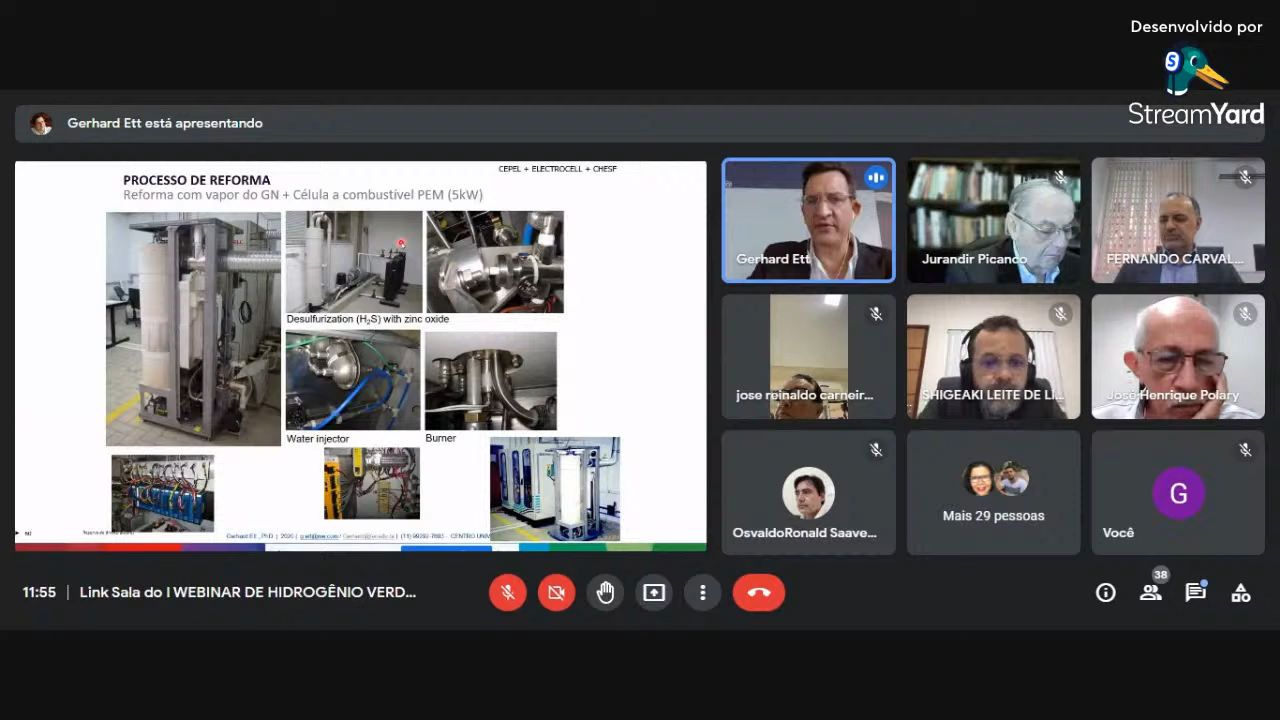 Desenvolvido por
StreamYard
Gerhard Ett está apresentando
CEPEL + ELECTROCELL + CHESF
PROCESSO DE REFORMA
Reforma com vapor do GN + Célula a combustível PEM (5kW)
Desulfurization (H₂S) with zinc oxide
Water injector
Burner
Gerhard Ett
Jurandir Picanco
FERNANDO CARVAL...
jose reinaldo carneir...
SHIGEAKI LEITE DE LI...
José Henrique Polary
OsvaldoRonald Saave...
Mais 29 pessoas
G
Você
11:55 | Link Sala do I WEBINAR DE HIDROGÊNIO VERD...
38